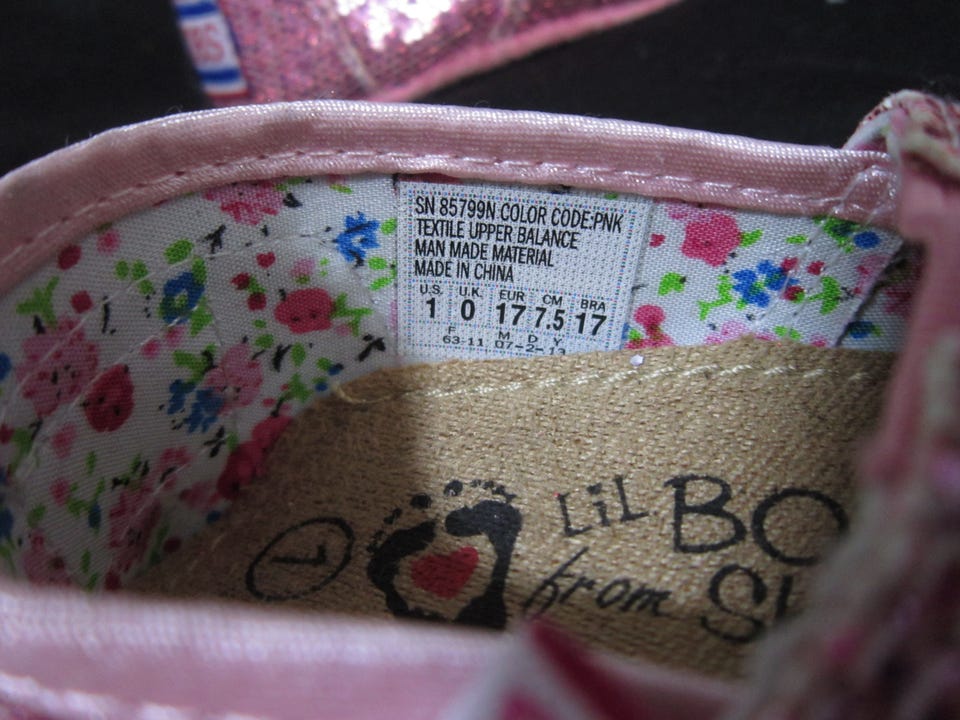 SN 85799N COLOR CODE:PNK
TEXTILE UPPER BALANCE
MAN MADE MATERIAL
MADE IN CHINA
U.S. U.K. EUR CM BRA
1 0 17 7.5 17
F M D Y
63-11 07-2-13
L
LiL BO
from